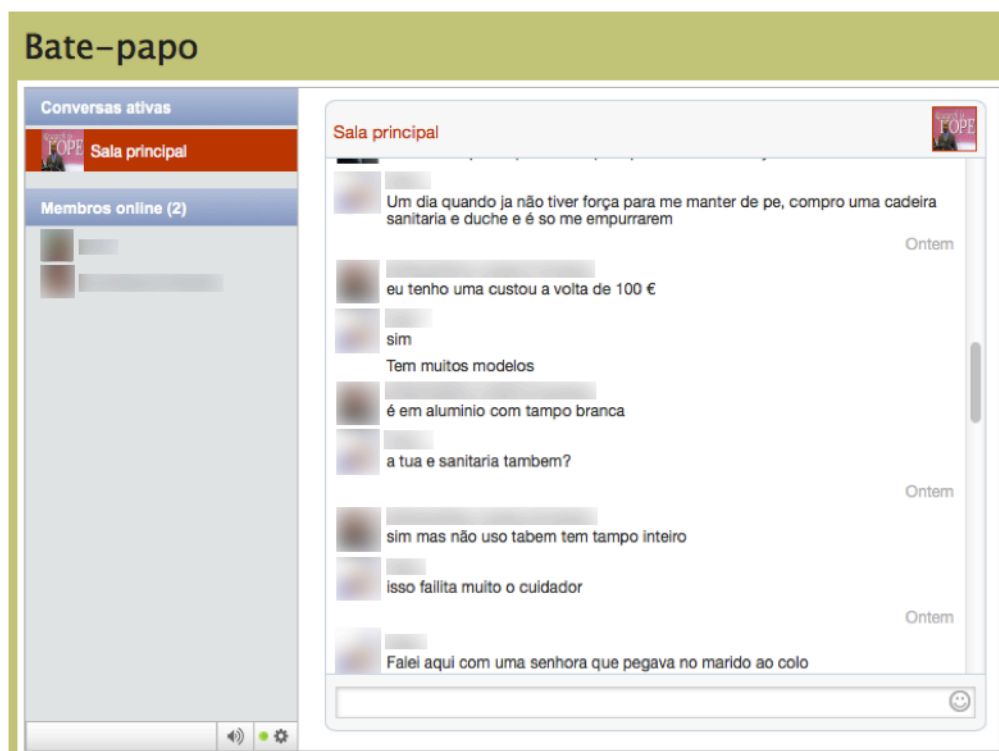 Bate-papo
Conversas ativas
Sala principal
Membros online (2)
Sala principal
Um dia quando ja não tiver força para me manter de pe, compro uma cadeira
sanitaria e duche e é so me empurrarem
Ontem
eu tenho uma custou a volta de 100 €
sim
Tem muitos modelos
é em aluminio com tampo branca
a tua e sanitaria tambem?
Ontem
sim mas não uso tabem tem tampo inteiro
isso failita muito o cuidador
Ontem
Falei aqui com uma senhora que pegava no marido ao colo